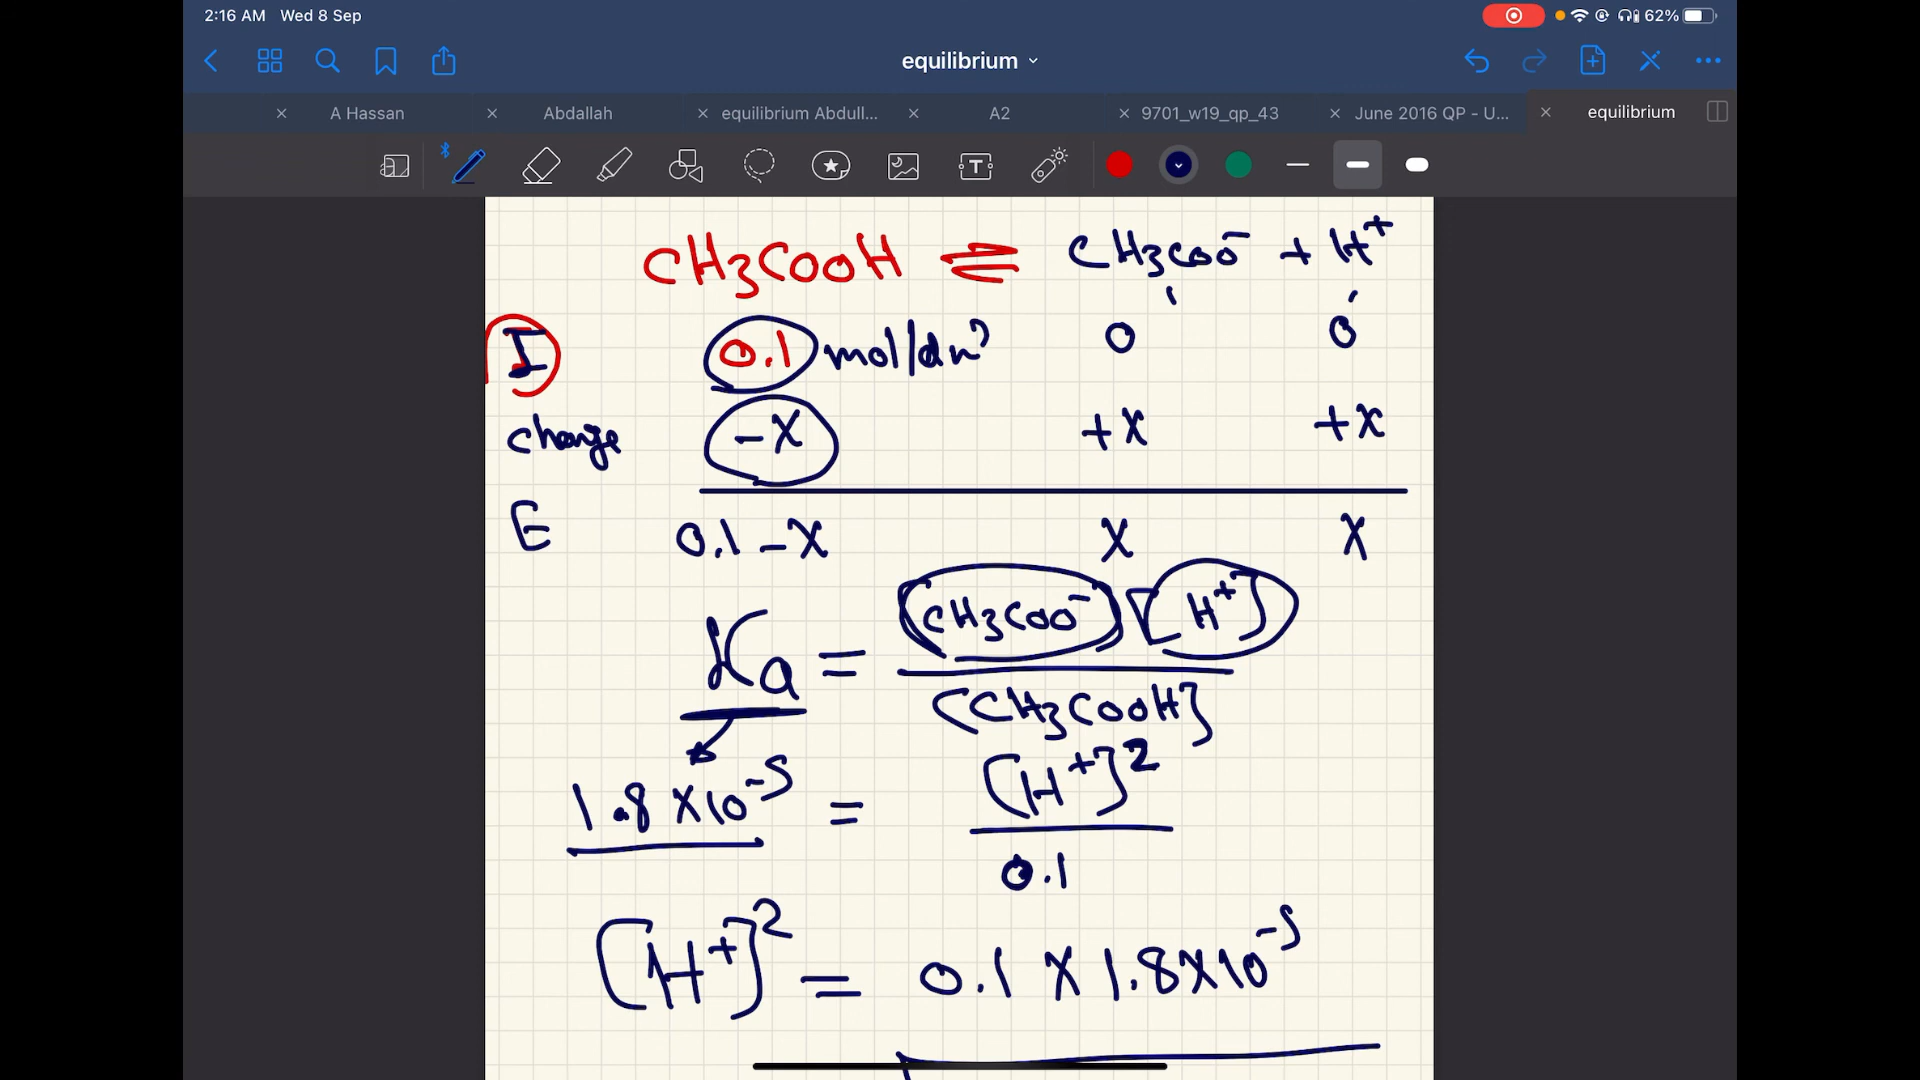 2:16 AM Wed 8 Sep 62%
equilibrium
A Hassan Abdallah equilibrium Abdull... A2 9701_w19_qp_43 June 2016 QP - U... equilibrium
CH3COOH ⇌ CH3COO⁻ + H⁺
I 0.1 mol/dm³ 0 0
change -X +X +X
E 0.1-X X X
Ka = [CH3COO⁻] [H⁺]
[CH3COOH]
1.8 X10⁻⁵ = [H⁺]²
0.1
[H⁺]² = 0.1 X 1.8X10⁻⁵